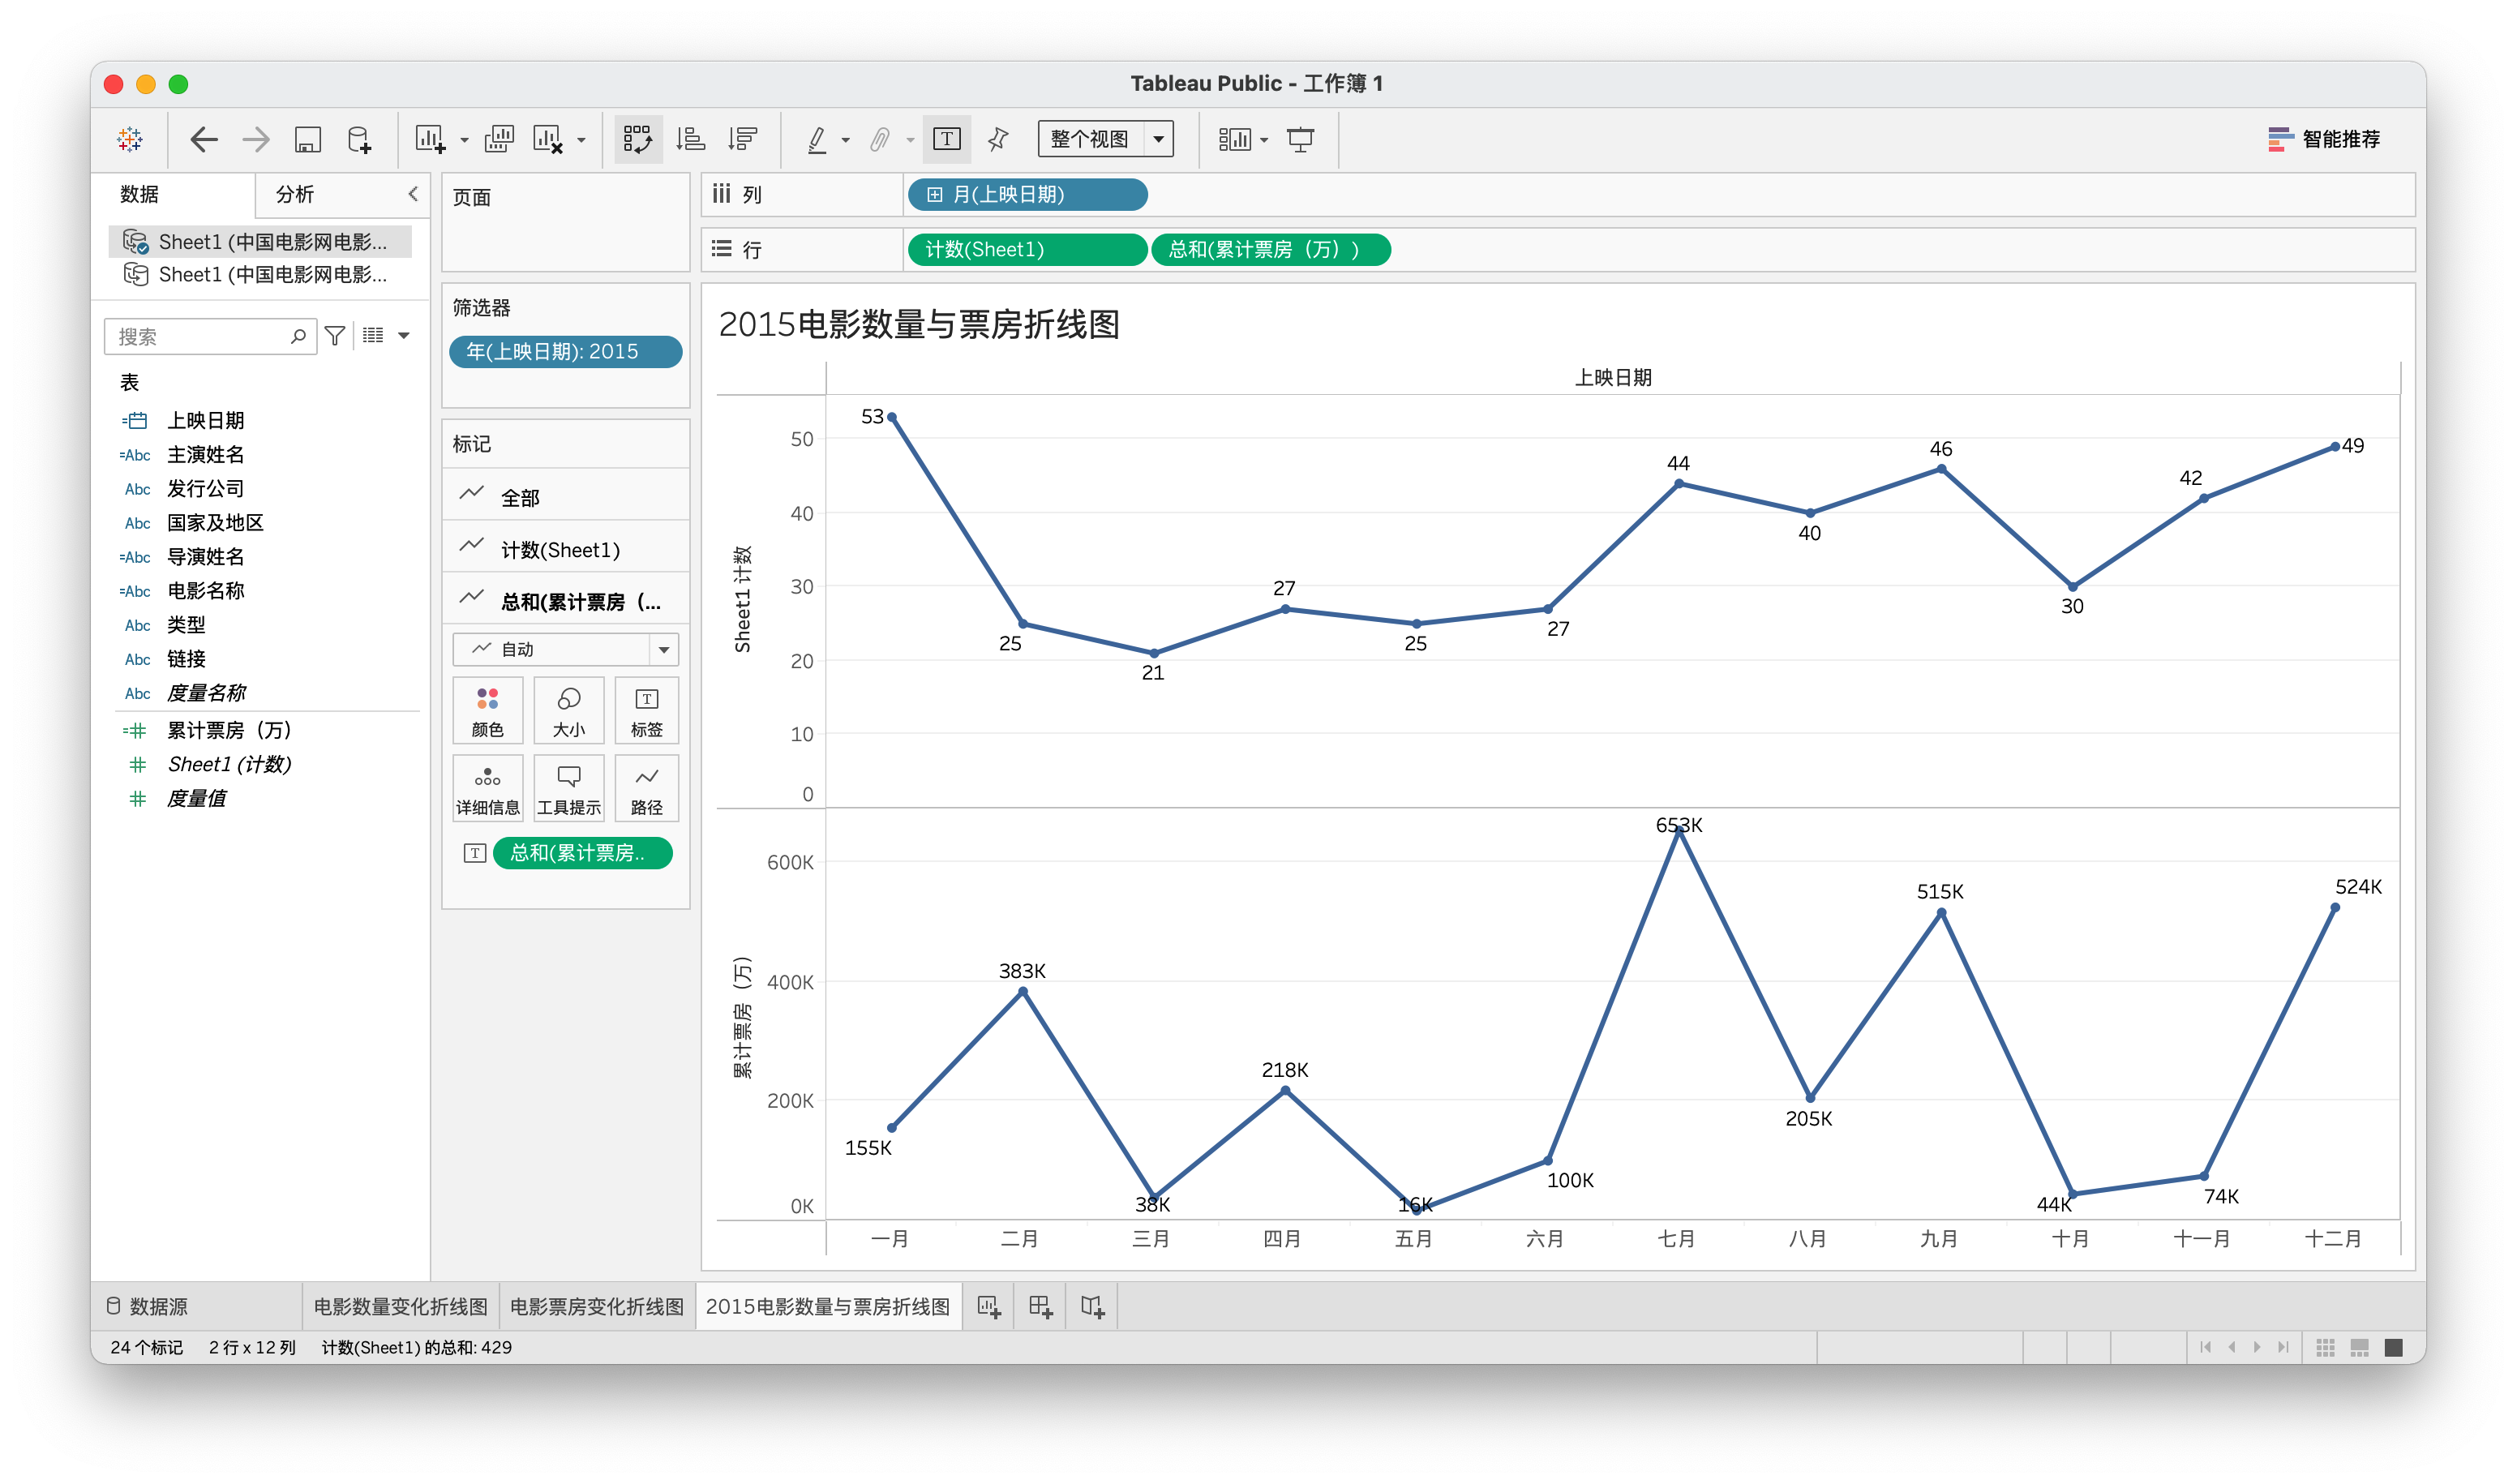 Tableau Public - 工作簿 1
整个视图
智能推荐
数据
分析
Sheet1 (中国电影网电影...
Sheet1 (中国电影网电影...
搜索
表
上映日期
Abc 主演姓名
Abc 发行公司
Abc 国家及地区
Abc 导演姓名
Abc 电影名称
Abc 类型
Abc 链接
Abc 度量名称
累计票房（万）
Sheet1 (计数)
度量值
页面
筛选器
年(上映日期): 2015
标记
全部
计数(Sheet1)
总和(累计票房（...
自动
颜色 大小 标签
详细信息 工具提示 路径
总和(累计票房..
列 月(上映日期)
行 计数(Sheet1) 总和(累计票房（万）)
2015电影数量与票房折线图
上映日期
Sheet1 计数
50
40
30
20
10
0
53
25
21
27
25
27
44
40
46
30
42
49
累计票房（万）
600K
400K
200K
0K
155K
383K
38K
218K
16K
100K
653K
205K
515K
44K
74K
524K
一月 二月 三月 四月 五月 六月 七月 八月 九月 十月 十一月 十二月
数据源 电影数量变化折线图 电影票房变化折线图 2015电影数量与票房折线图
24 个标记 2 行 x 12 列 计数(Sheet1) 的总和: 429